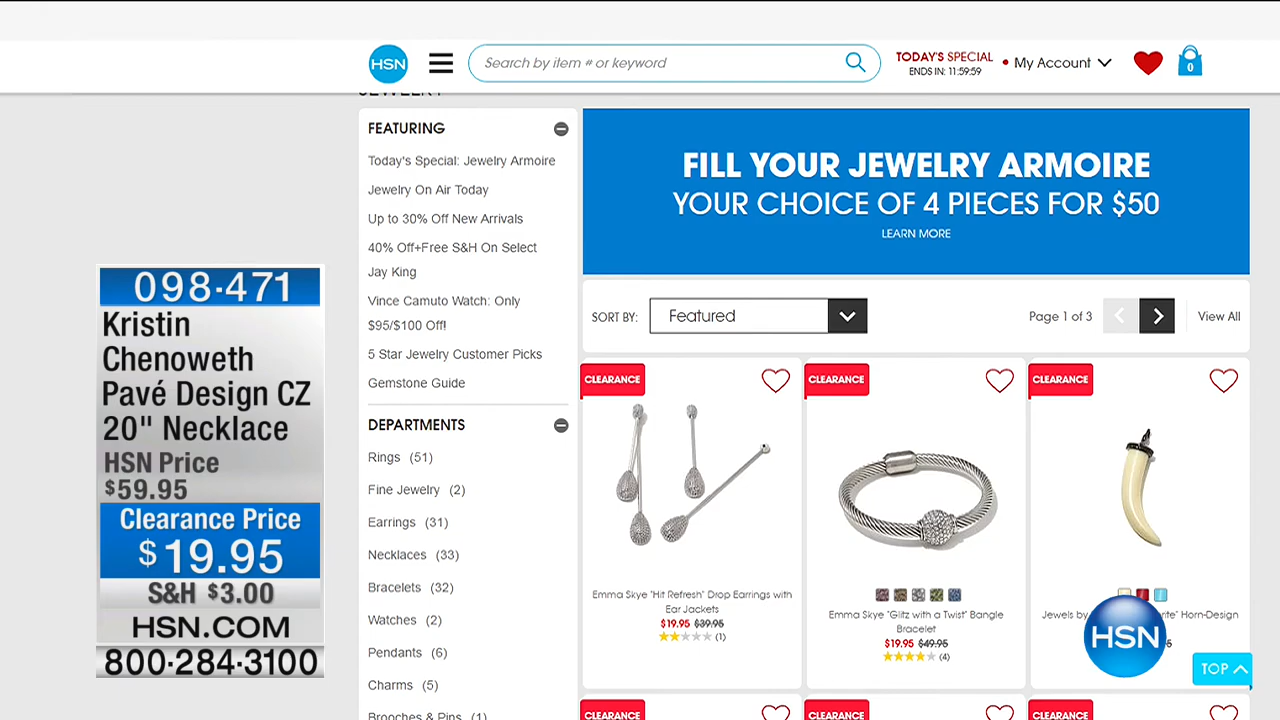 HSN
Search by item # or keyword
TODAY'S SPECIAL
ENDS IN: 11:59:59
My Account
0
JEWELRY
FEATURING
Today's Special: Jewelry Armoire
Jewelry On Air Today
Up to 30% Off New Arrivals
40% Off+Free S&H On Select
Jay King
Vince Camuto Watch: Only
$95/$100 Off!
5 Star Jewelry Customer Picks
Gemstone Guide
DEPARTMENTS
Rings (51)
Fine Jewelry (2)
Earrings (31)
Necklaces (33)
Bracelets (32)
Watches (2)
Pendants (6)
Charms (5)
Brooches & Pins (1)
FILL YOUR JEWELRY ARMOIRE
YOUR CHOICE OF 4 PIECES FOR $50
LEARN MORE
SORT BY:
Featured
Page 1 of 3
View All
CLEARANCE
Emma Skye "Hit Refresh" Drop Earrings with
Ear Jackets
$19.95 $39.95
(1)
CLEARANCE
Emma Skye "Glitz with a Twist" Bangle
Bracelet
$19.95 $49.95
(4)
CLEARANCE
Jewels by
rite" Horn-Design
5
CLEARANCE
CLEARANCE
CLEARANCE
HSN
TOP
098·471
Kristin
Chenoweth
Pavé Design CZ
20" Necklace
HSN Price
$59.95
Clearance Price
$19.95
S&H $3.00
HSN.COM
800·284·3100